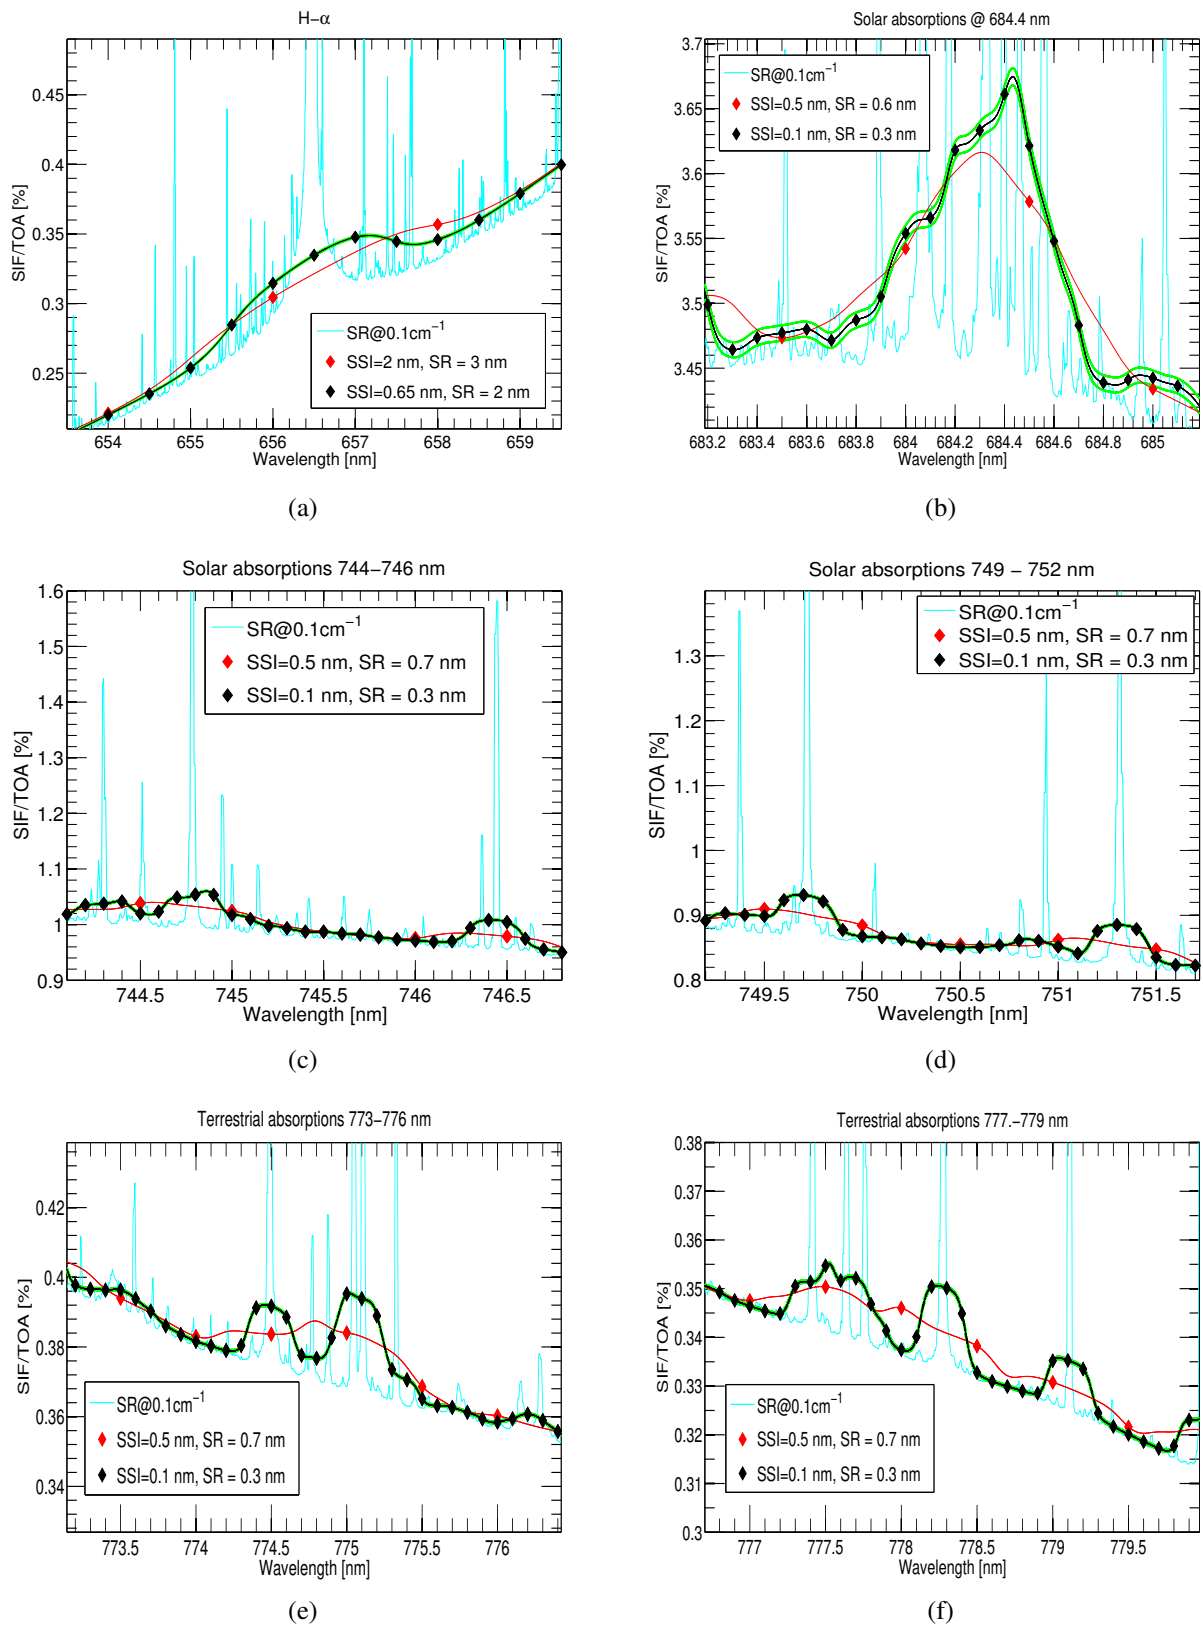 H−α
SIF/TOA [%]
0.45
0.4
0.35
0.3
0.25
SR@0.1cm⁻¹
SSI=2 nm, SR = 3 nm
SSI=0.65 nm, SR = 2 nm
654 655 656 657 658 659
Wavelength [nm]
(a)
Solar absorptions @ 684.4 nm
SIF/TOA [%]
3.7
3.65
3.6
3.55
3.5
3.45
SR@0.1cm⁻¹
SSI=0.5 nm, SR = 0.6 nm
SSI=0.1 nm, SR = 0.3 nm
683.2 683.4 683.6 683.8 684 684.2 684.4 684.6 684.8 685
Wavelength [nm]
(b)
Solar absorptions 744−746 nm
SIF/TOA [%]
1.6
1.5
1.4
1.3
1.2
1.1
1
0.9
SR@0.1cm⁻¹
SSI=0.5 nm, SR = 0.7 nm
SSI=0.1 nm, SR = 0.3 nm
744.5 745 745.5 746 746.5
Wavelength [nm]
(c)
Solar absorptions 749 − 752 nm
SIF/TOA [%]
1.3
1.2
1.1
1
0.9
0.8
SR@0.1cm⁻¹
SSI=0.5 nm, SR = 0.7 nm
SSI=0.1 nm, SR = 0.3 nm
749.5 750 750.5 751 751.5
Wavelength [nm]
(d)
Terrestrial absorptions 773−776 nm
SIF/TOA [%]
0.42
0.4
0.38
0.36
0.34
SR@0.1cm⁻¹
SSI=0.5 nm, SR = 0.7 nm
SSI=0.1 nm, SR = 0.3 nm
773.5 774 774.5 775 775.5 776
Wavelength [nm]
(e)
Terrestrial absorptions 777.−779 nm
SIF/TOA [%]
0.38
0.37
0.36
0.35
0.34
0.33
0.32
0.31
0.3
SR@0.1cm⁻¹
SSI=0.5 nm, SR = 0.7 nm
SSI=0.1 nm, SR = 0.3 nm
777 777.5 778 778.5 779 779.5
Wavelength [nm]
(f)